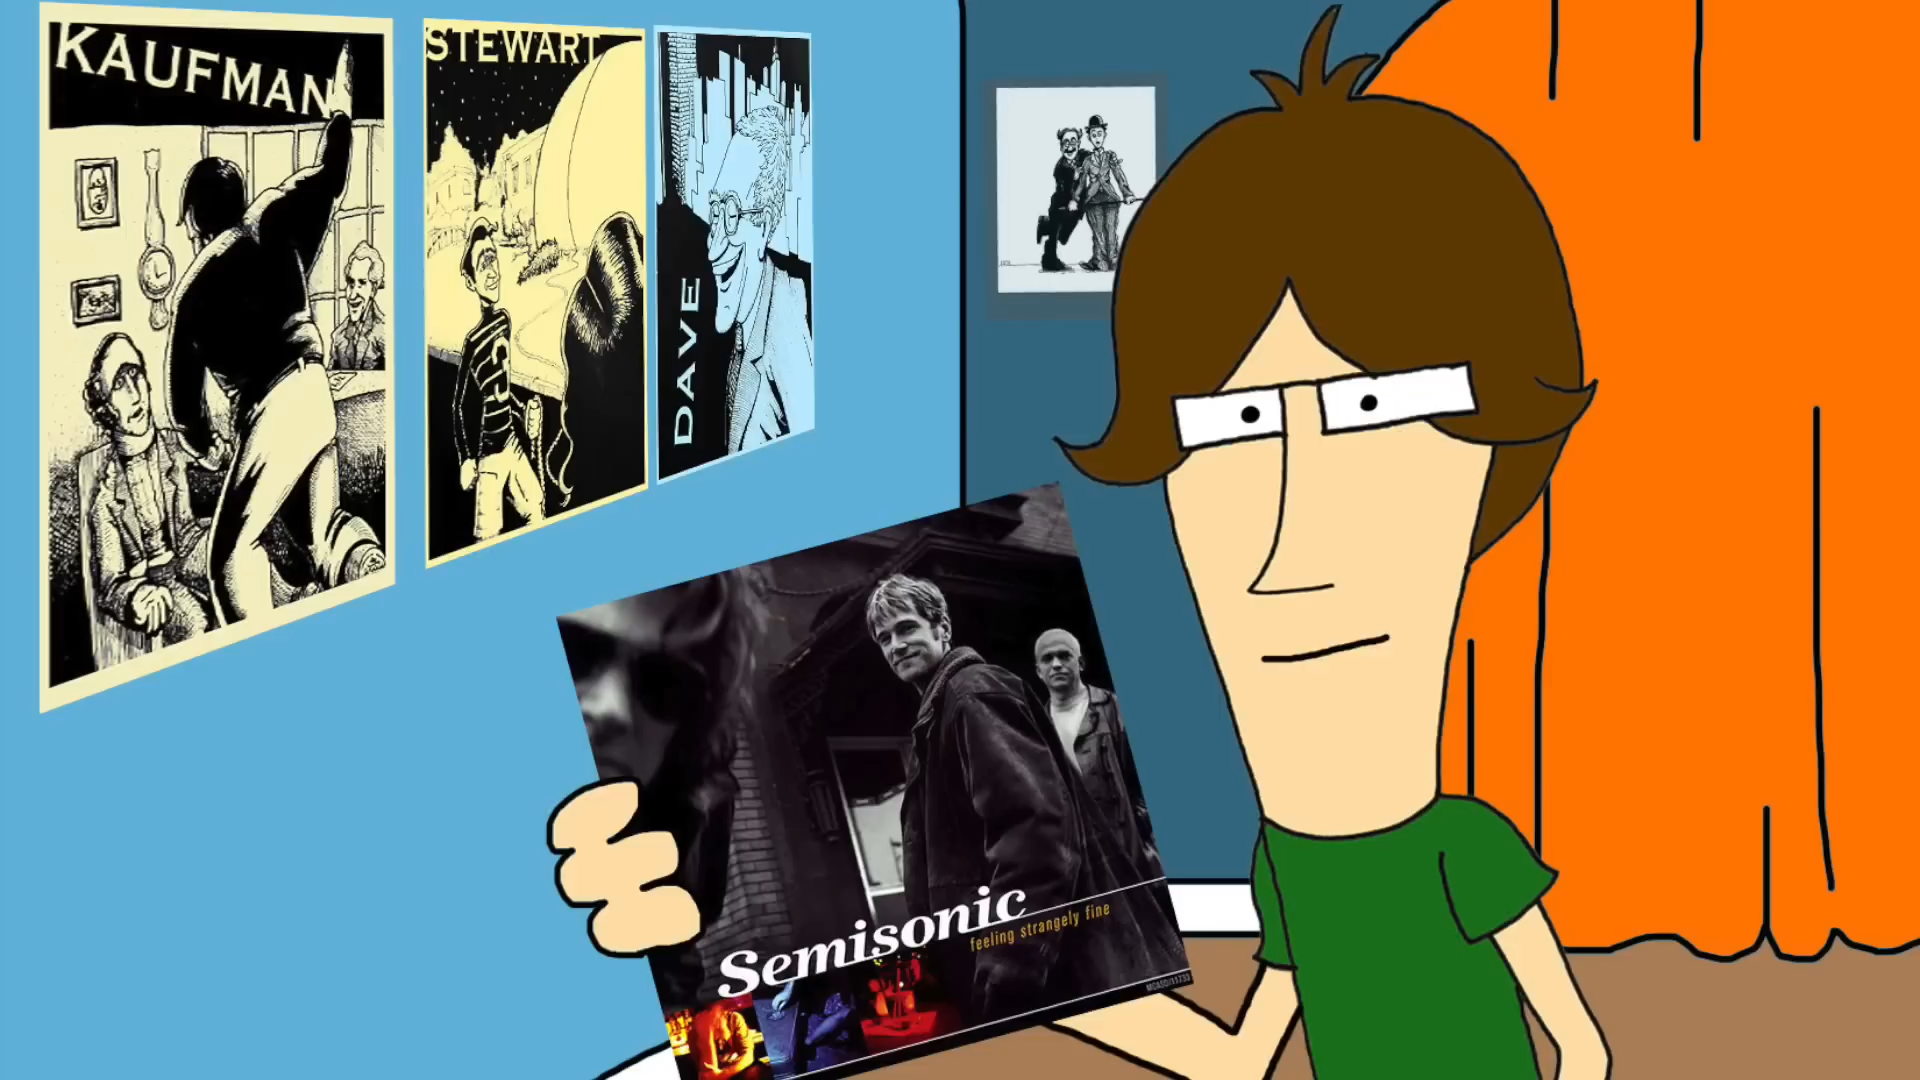 KAUFMAN
STEWART
DAVE
Semisonic
feeling strangely fine